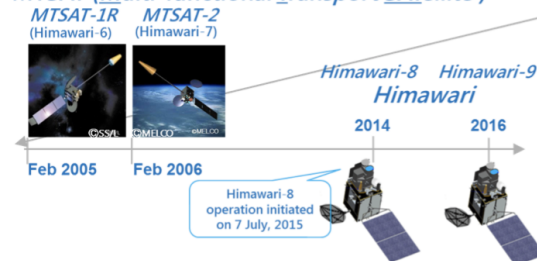 MTSAT-1R
(Himawari-6)
MTSAT-2
(Himawari-7)
©SS/L
©MELCO
©MELCO
Himawari-8
Himawari-9
Himawari
2014
2016
Feb 2005
Feb 2006
Himawari-8
operation initiated
on 7 July, 2015